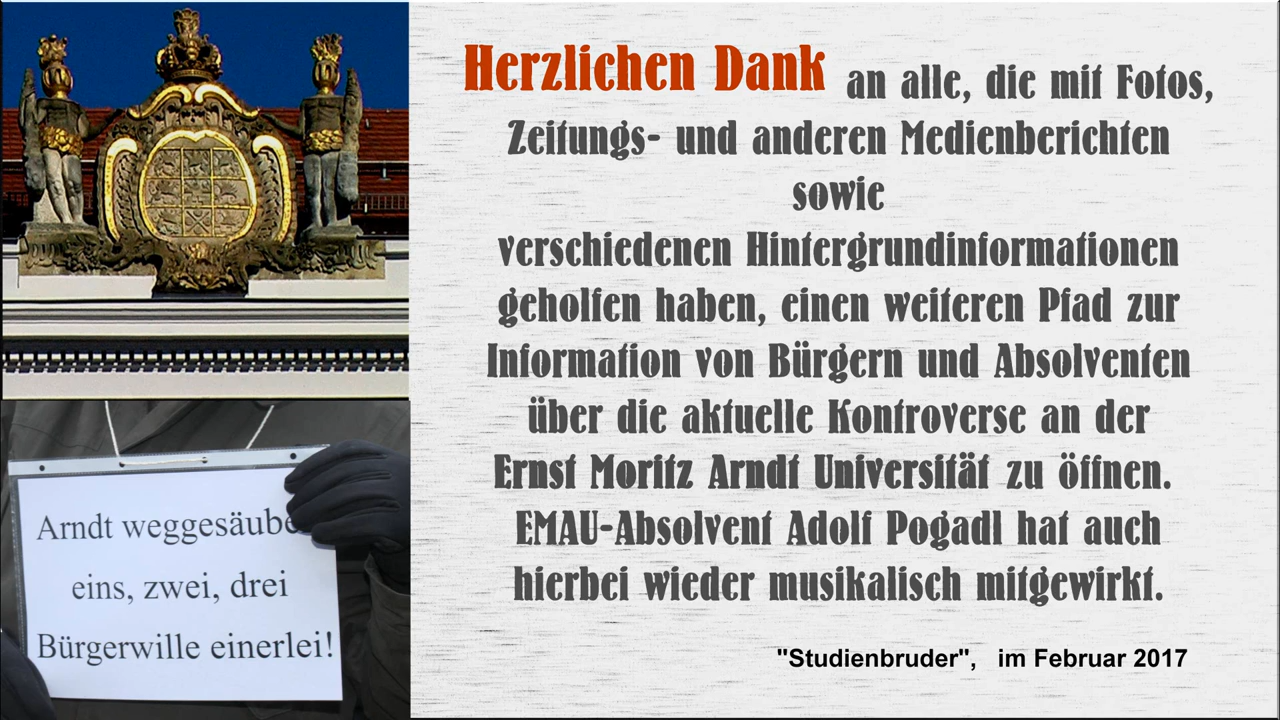 Herzlichen Dank an alle, die mit Fotos,
Zeitungs- und anderen Medienberichten
sowie
verschiedenen Hintergrundinformationen
geholfen haben, einen weiteren Pfad zur
Information von Bürgern und Absolventen
über die aktuelle Kontroverse an der
Ernst Moritz Arndt Universität zu öffnen.
EMAU-Absolvent Adolf Pogadl hat auch
hierbei wieder musikalisch mitgewirkt.
"Studienbruder", im Februar 2017
Arndt weggesäube
eins, zwei, drei
Bürgerwille einerlei!